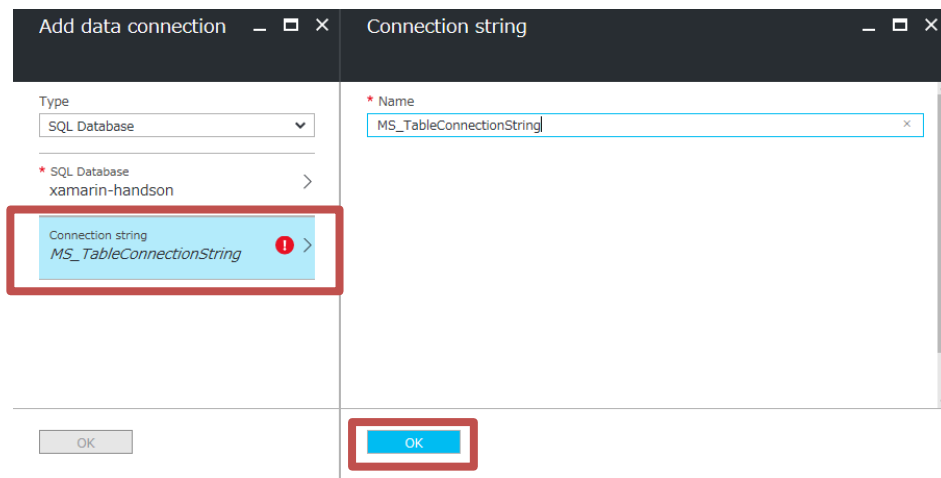 Add data connection
Type
SQL Database
* SQL Database
xamarin-handson
Connection string
MS_TableConnectionString
OK
Connection string
* Name
MS_TableConnectionString
OK